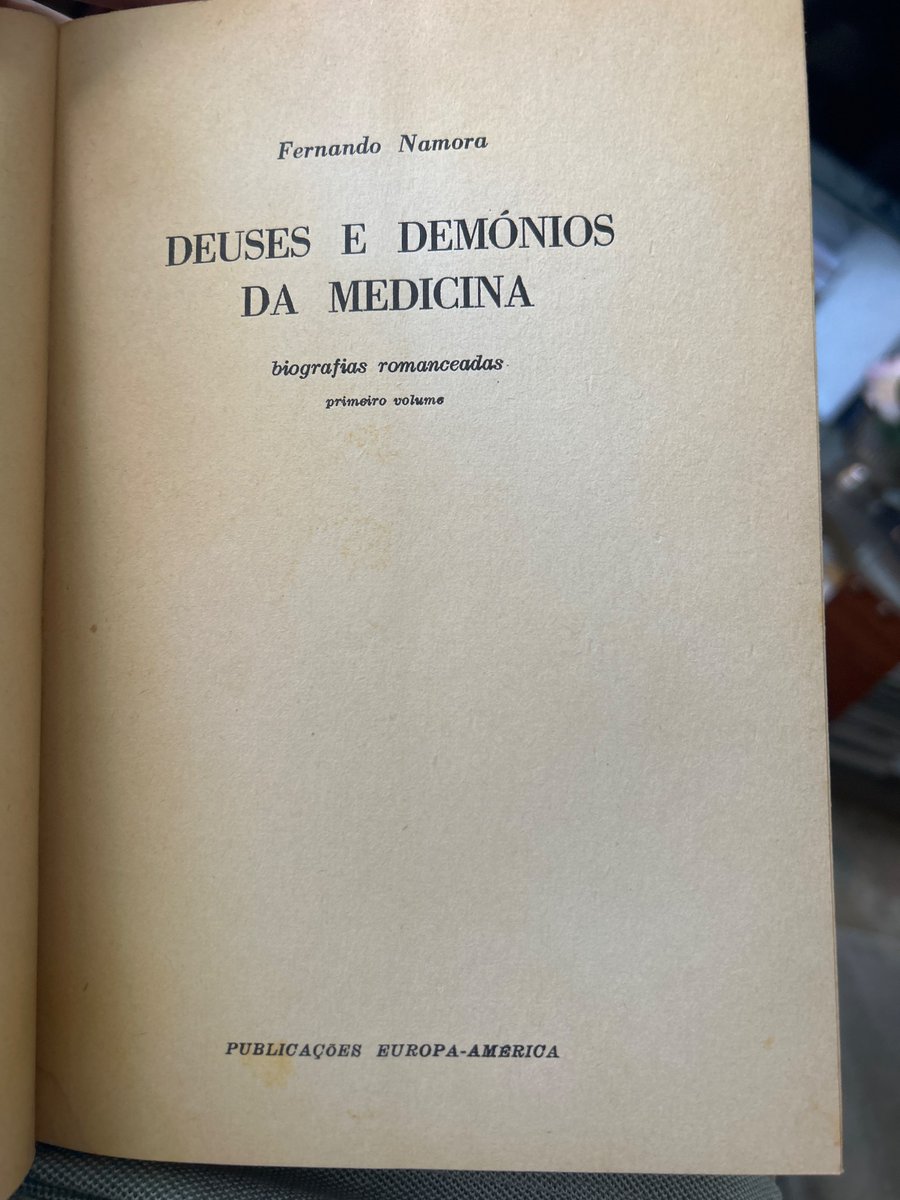 Fernando Namora
DEUSES E DEMÓNIOS
DA MEDICINA
biografias romanceadas
primeiro volume
PUBLICAÇÕES EUROPA-AMÉRICA